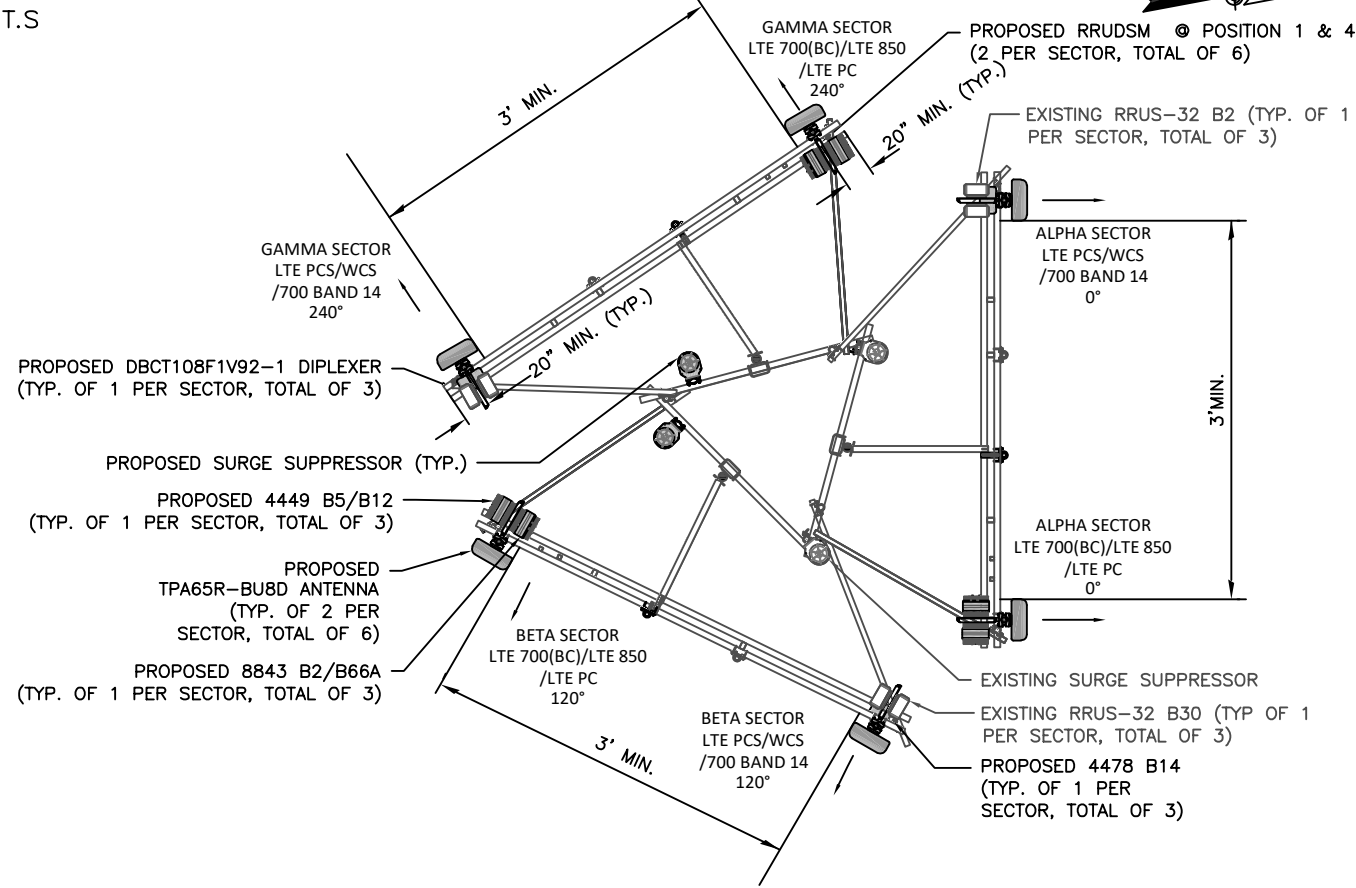 T.S
GAMMA SECTOR
LTE 700(BC)/LTE 850
/LTE PC
240°
PROPOSED RRUDSM @ POSITION 1 & 4
(2 PER SECTOR, TOTAL OF 6)
3' MIN.
20" MIN. (TYP.)
EXISTING RRUS-32 B2 (TYP. OF 1
PER SECTOR, TOTAL OF 3)
GAMMA SECTOR
LTE PCS/WCS
/700 BAND 14
240°
ALPHA SECTOR
LTE PCS/WCS
/700 BAND 14
0°
20" MIN. (TYP.)
PROPOSED DBCT108F1V92-1 DIPLEXER
(TYP. OF 1 PER SECTOR, TOTAL OF 3)
3'MIN.
PROPOSED SURGE SUPPRESSOR (TYP.)
PROPOSED 4449 B5/B12
(TYP. OF 1 PER SECTOR, TOTAL OF 3)
ALPHA SECTOR
LTE 700(BC)/LTE 850
/LTE PC
0°
PROPOSED
TPA65R-BU8D ANTENNA
(TYP. OF 2 PER
SECTOR, TOTAL OF 6)
BETA SECTOR
LTE 700(BC)/LTE 850
/LTE PC
120°
PROPOSED 8843 B2/B66A
(TYP. OF 1 PER SECTOR, TOTAL OF 3)
EXISTING SURGE SUPPRESSOR
EXISTING RRUS-32 B30 (TYP OF 1
PER SECTOR, TOTAL OF 3)
BETA SECTOR
LTE PCS/WCS
/700 BAND 14
120°
3' MIN.
PROPOSED 4478 B14
(TYP. OF 1 PER
SECTOR, TOTAL OF 3)